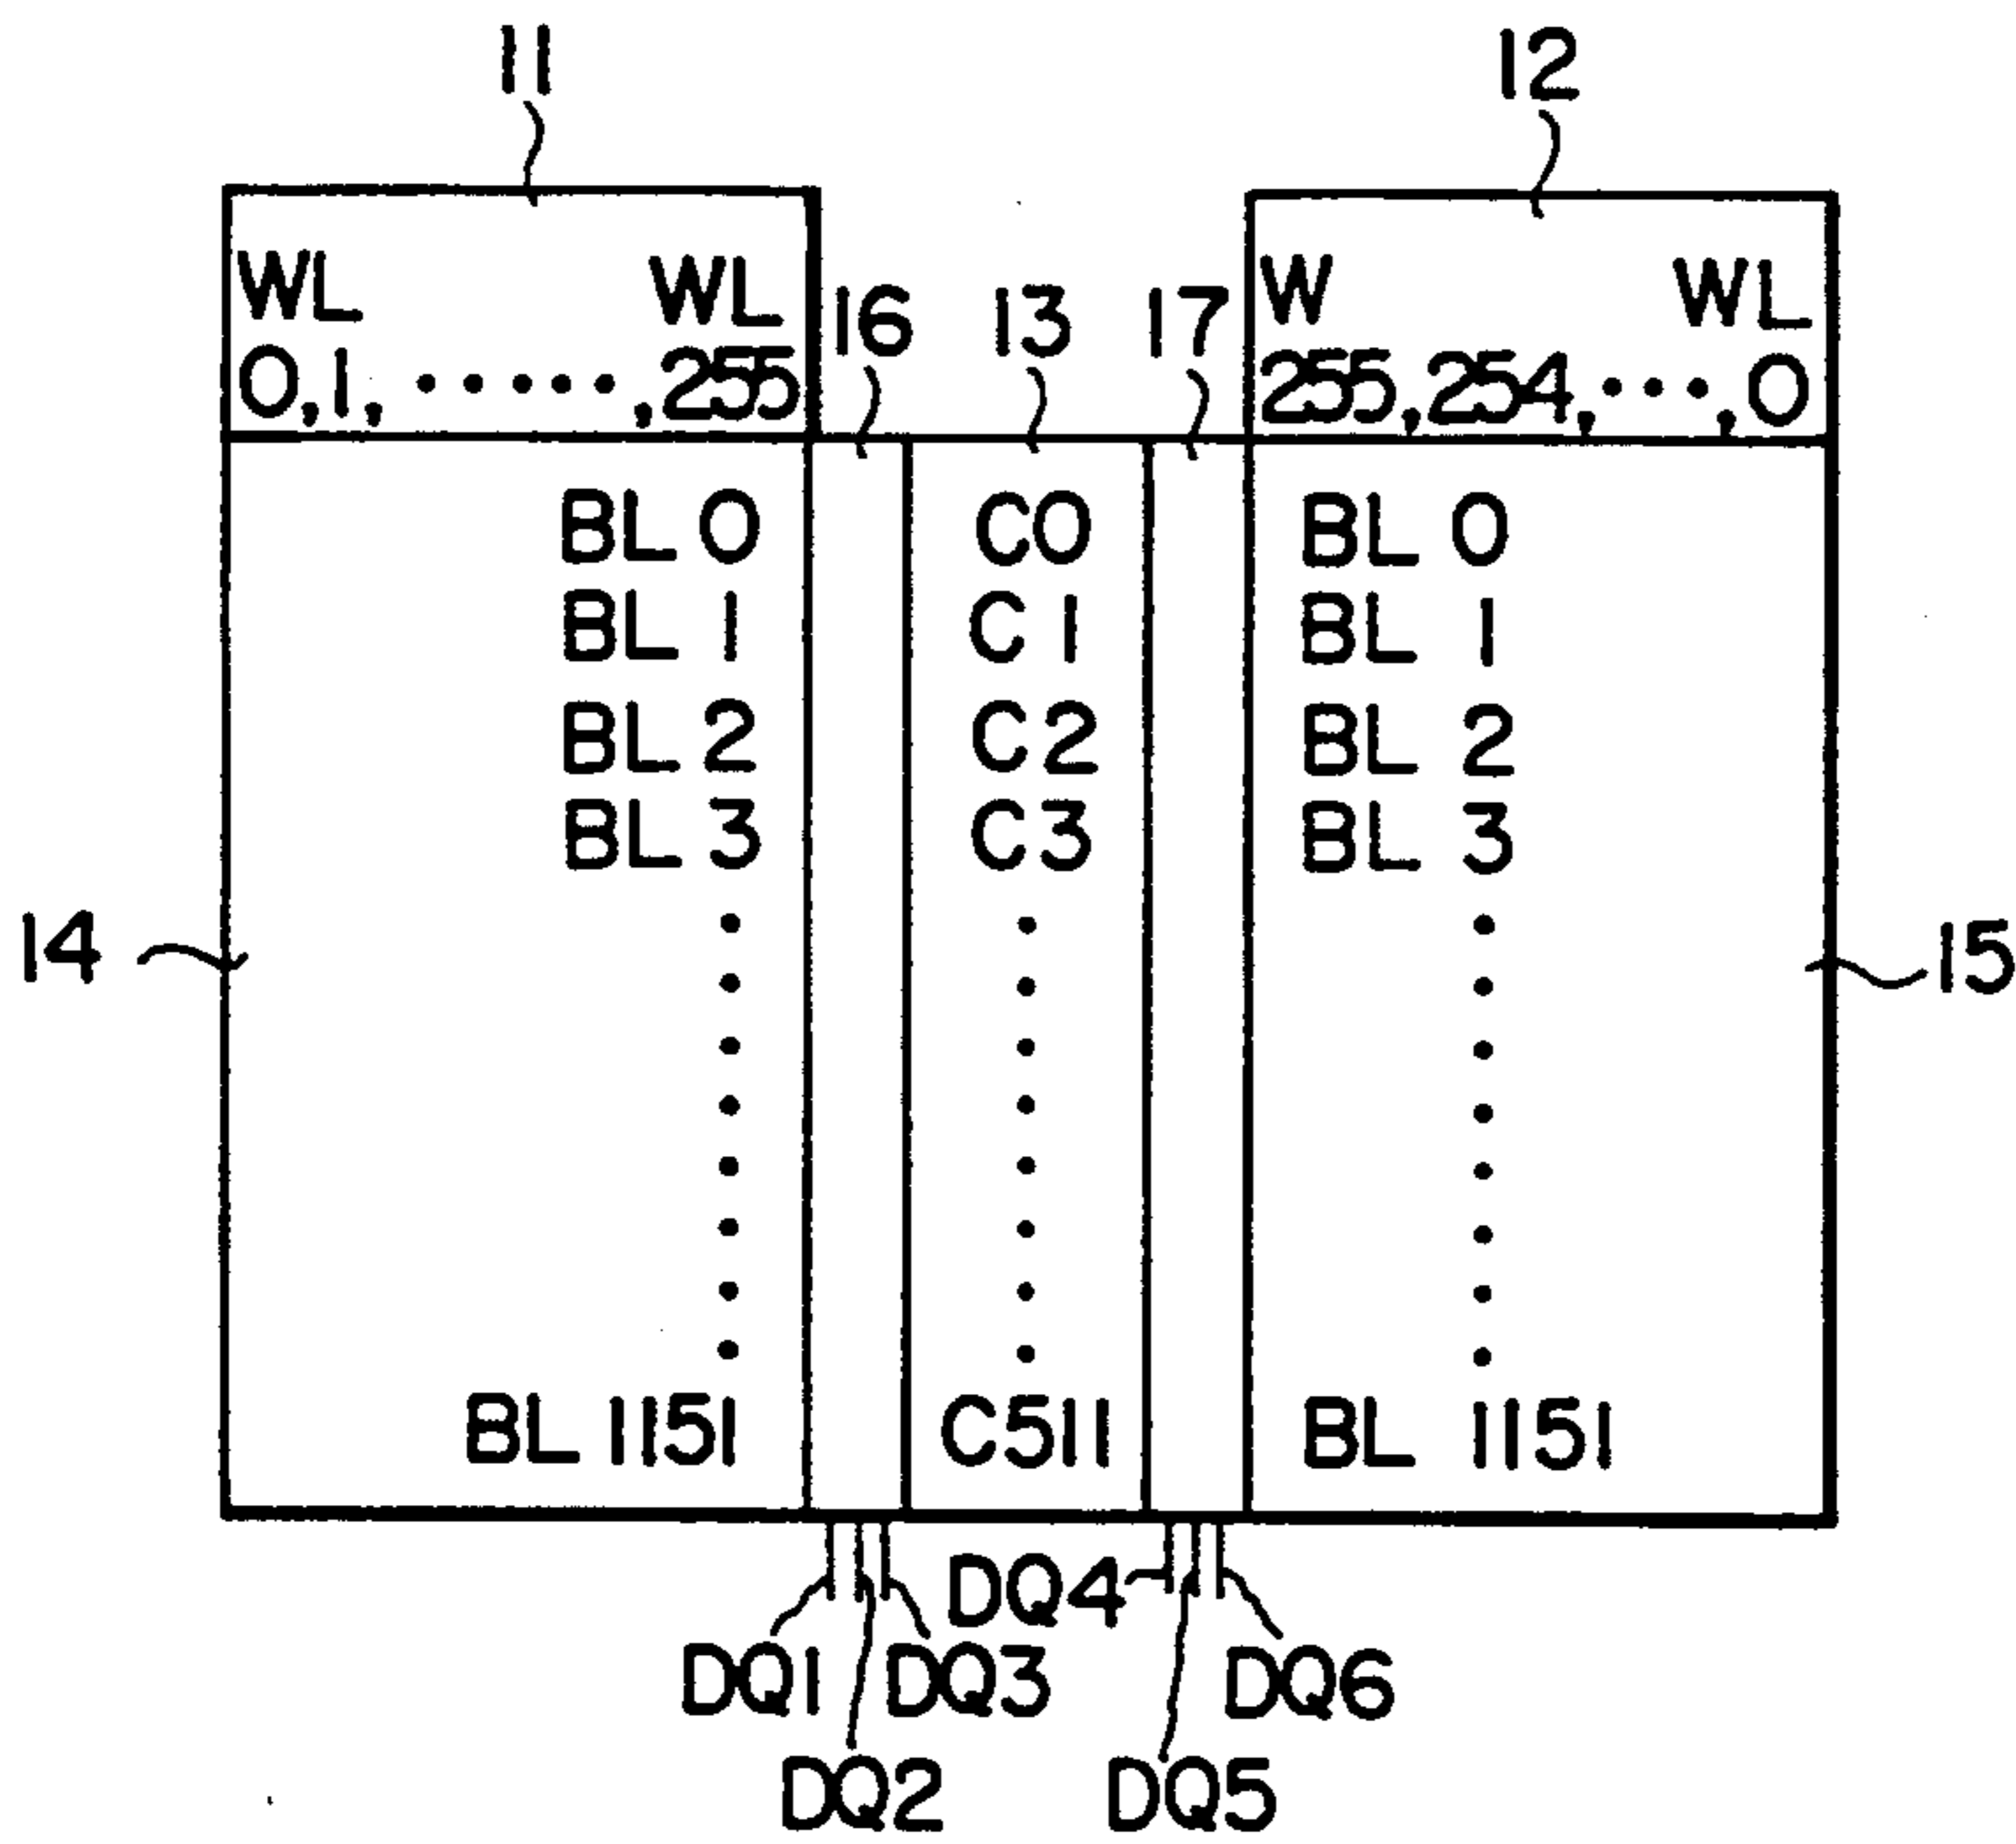 11
12
WL WL
0,1,.....,255
16 13 17
W WL
255,254,...,0
BL 0 C0 BL 0
BL 1 C 1 BL 1
BL 2 C2 BL 2
BL 3 C3 BL 3
14
15
BL 1151 C511 BL 1151
DQ4
DQ1 DQ3 DQ6
DQ2 DQ5